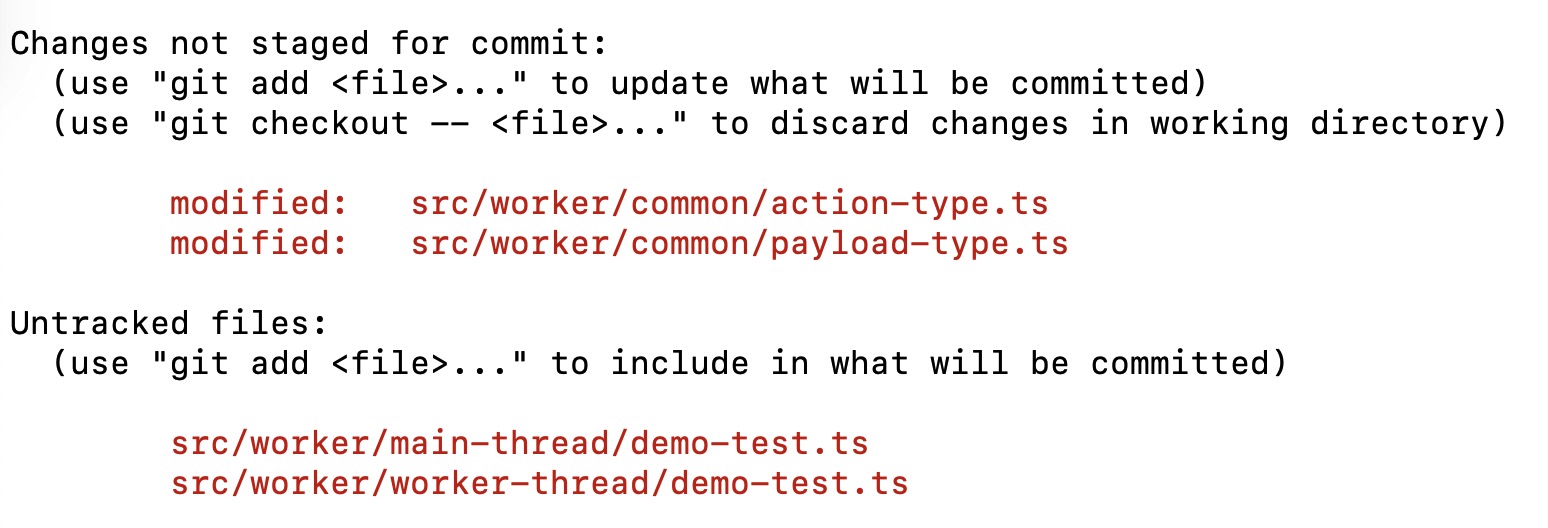 Changes not staged for commit:
  (use "git add <file>..." to update what will be committed)
  (use "git checkout -- <file>..." to discard changes in working directory)

        modified:   src/worker/common/action-type.ts
        modified:   src/worker/common/payload-type.ts

Untracked files:
  (use "git add <file>..." to include in what will be committed)

        src/worker/main-thread/demo-test.ts
        src/worker/worker-thread/demo-test.ts